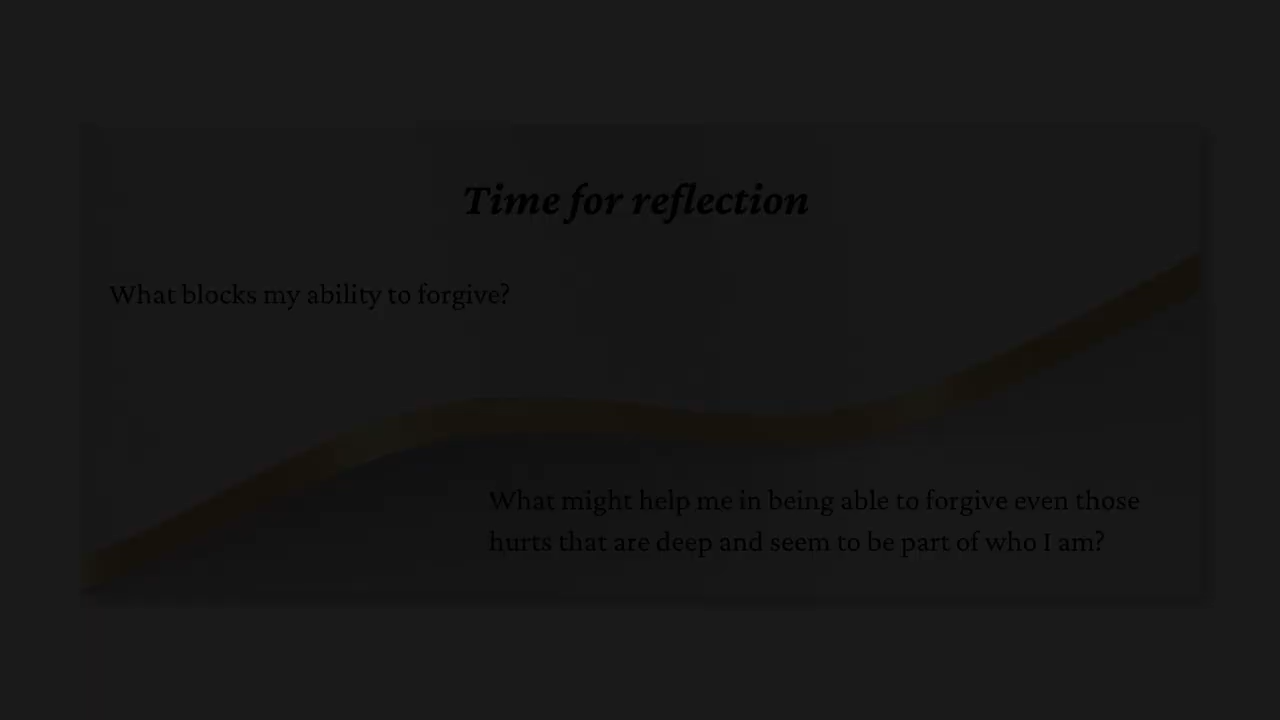 Time for reflection
What blocks my ability to forgive?
What might help me in being able to forgive even those
hurts that are deep and seem to be part of who I am?